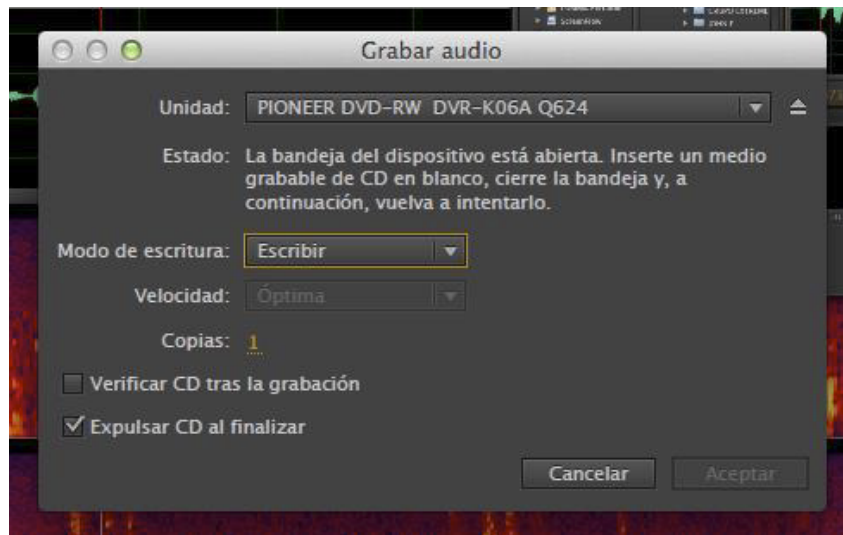 Grabar audio
Unidad: PIONEER DVD-RW DVR-K06A Q624
Estado: La bandeja del dispositivo está abierta. Inserte un medio
grabable de CD en blanco, cierre la bandeja y, a
continuación, vuelva a intentarlo.
Modo de escritura: Escribir
Velocidad: Óptima
Copias: 1
Verificar CD tras la grabación
Expulsar CD al finalizar
Cancelar Aceptar